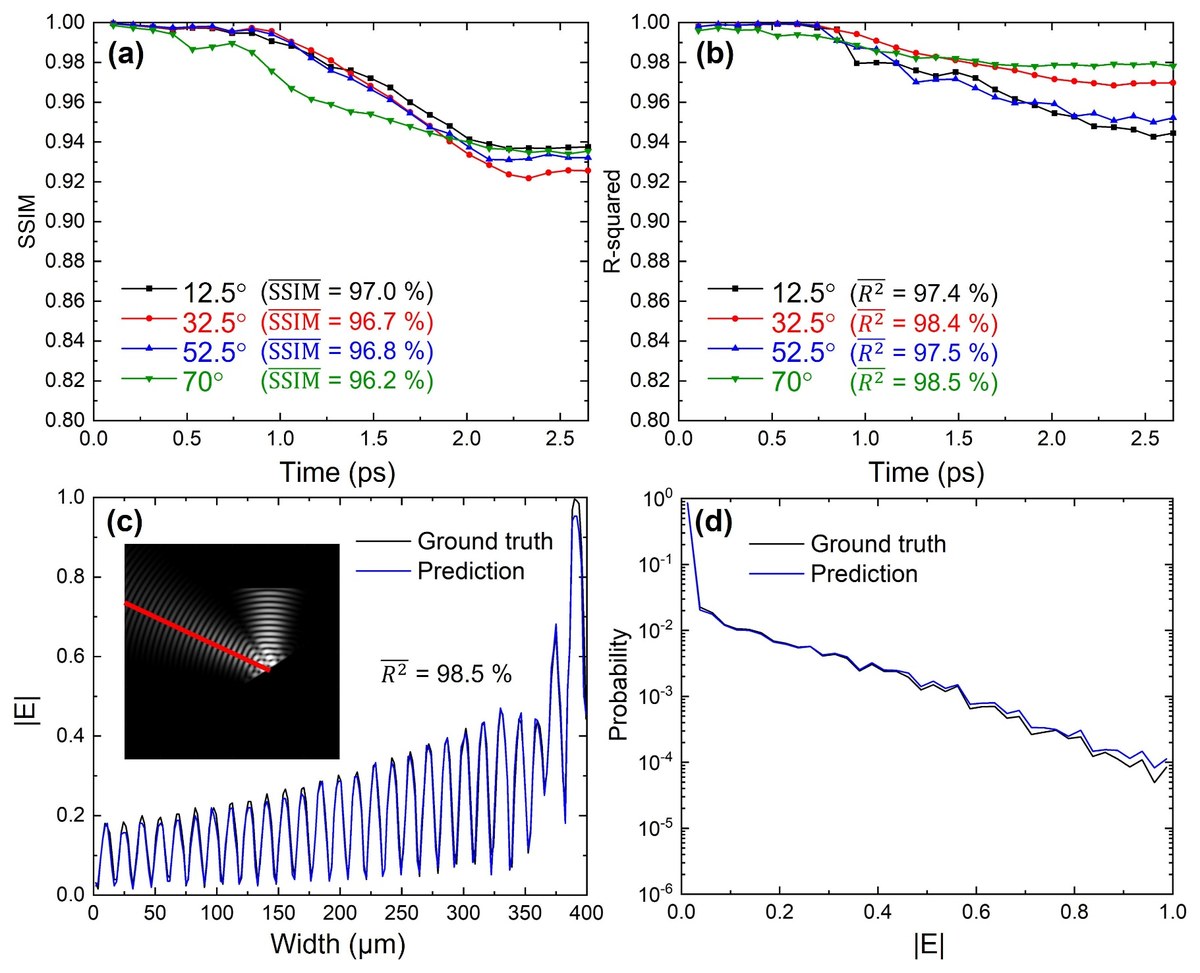 (a)
1.00
0.98
0.96
0.94
0.92
0.90
0.88
0.86
0.84
0.82
0.80
SSIM
12.5° (SSIM = 97.0 %)
32.5° (SSIM = 96.7 %)
52.5° (SSIM = 96.8 %)
70° (SSIM = 96.2 %)
0.0 0.5 1.0 1.5 2.0 2.5
Time (ps)
(b)
1.00
0.98
0.96
0.94
0.92
0.90
0.88
0.86
0.84
0.82
0.80
R-squared
12.5° (R² = 97.4 %)
32.5° (R² = 98.4 %)
52.5° (R² = 97.5 %)
70° (R² = 98.5 %)
0.0 0.5 1.0 1.5 2.0 2.5
Time (ps)
(c)
1.0
0.8
0.6
0.4
0.2
0.0
|E|
Ground truth
Prediction
R² = 98.5 %
0 50 100 150 200 250 300 350 400
Width (μm)
(d)
10⁰
10⁻¹
10⁻²
10⁻³
10⁻⁴
10⁻⁵
10⁻⁶
Probability
Ground truth
Prediction
0.0 0.2 0.4 0.6 0.8 1.0
|E|